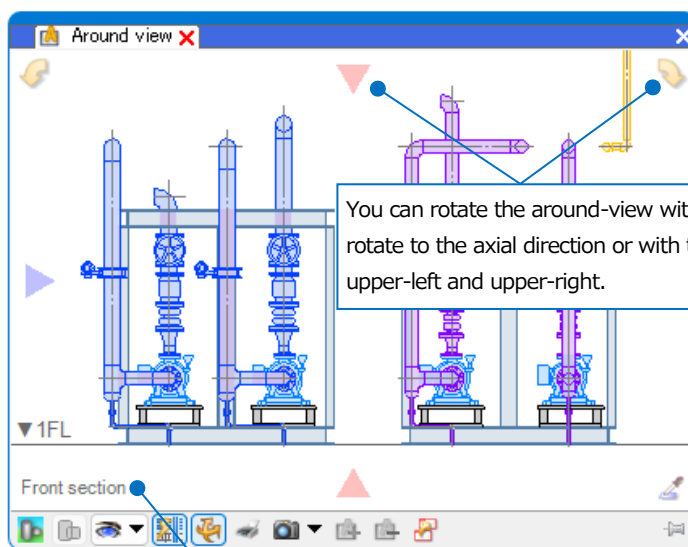 Around view
You can rotate the around-view wit
rotate to the axial direction or with
upper-left and upper-right.
▼1FL
Front section